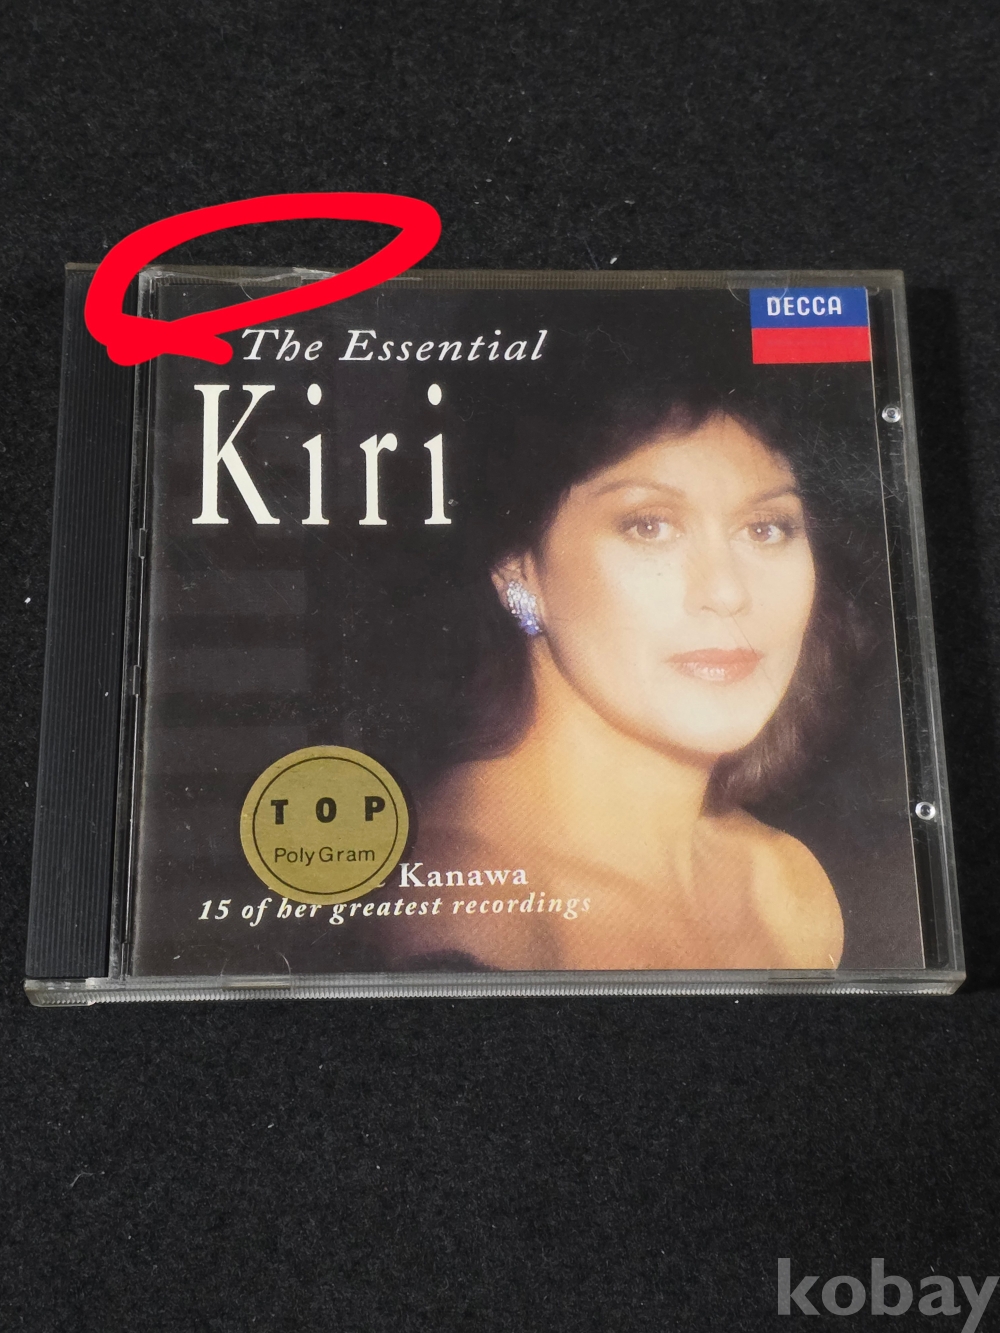 DECCA
The Essential
Kiri
TOP
PolyGram
Kanawa
15 of her greatest recordings
kobay